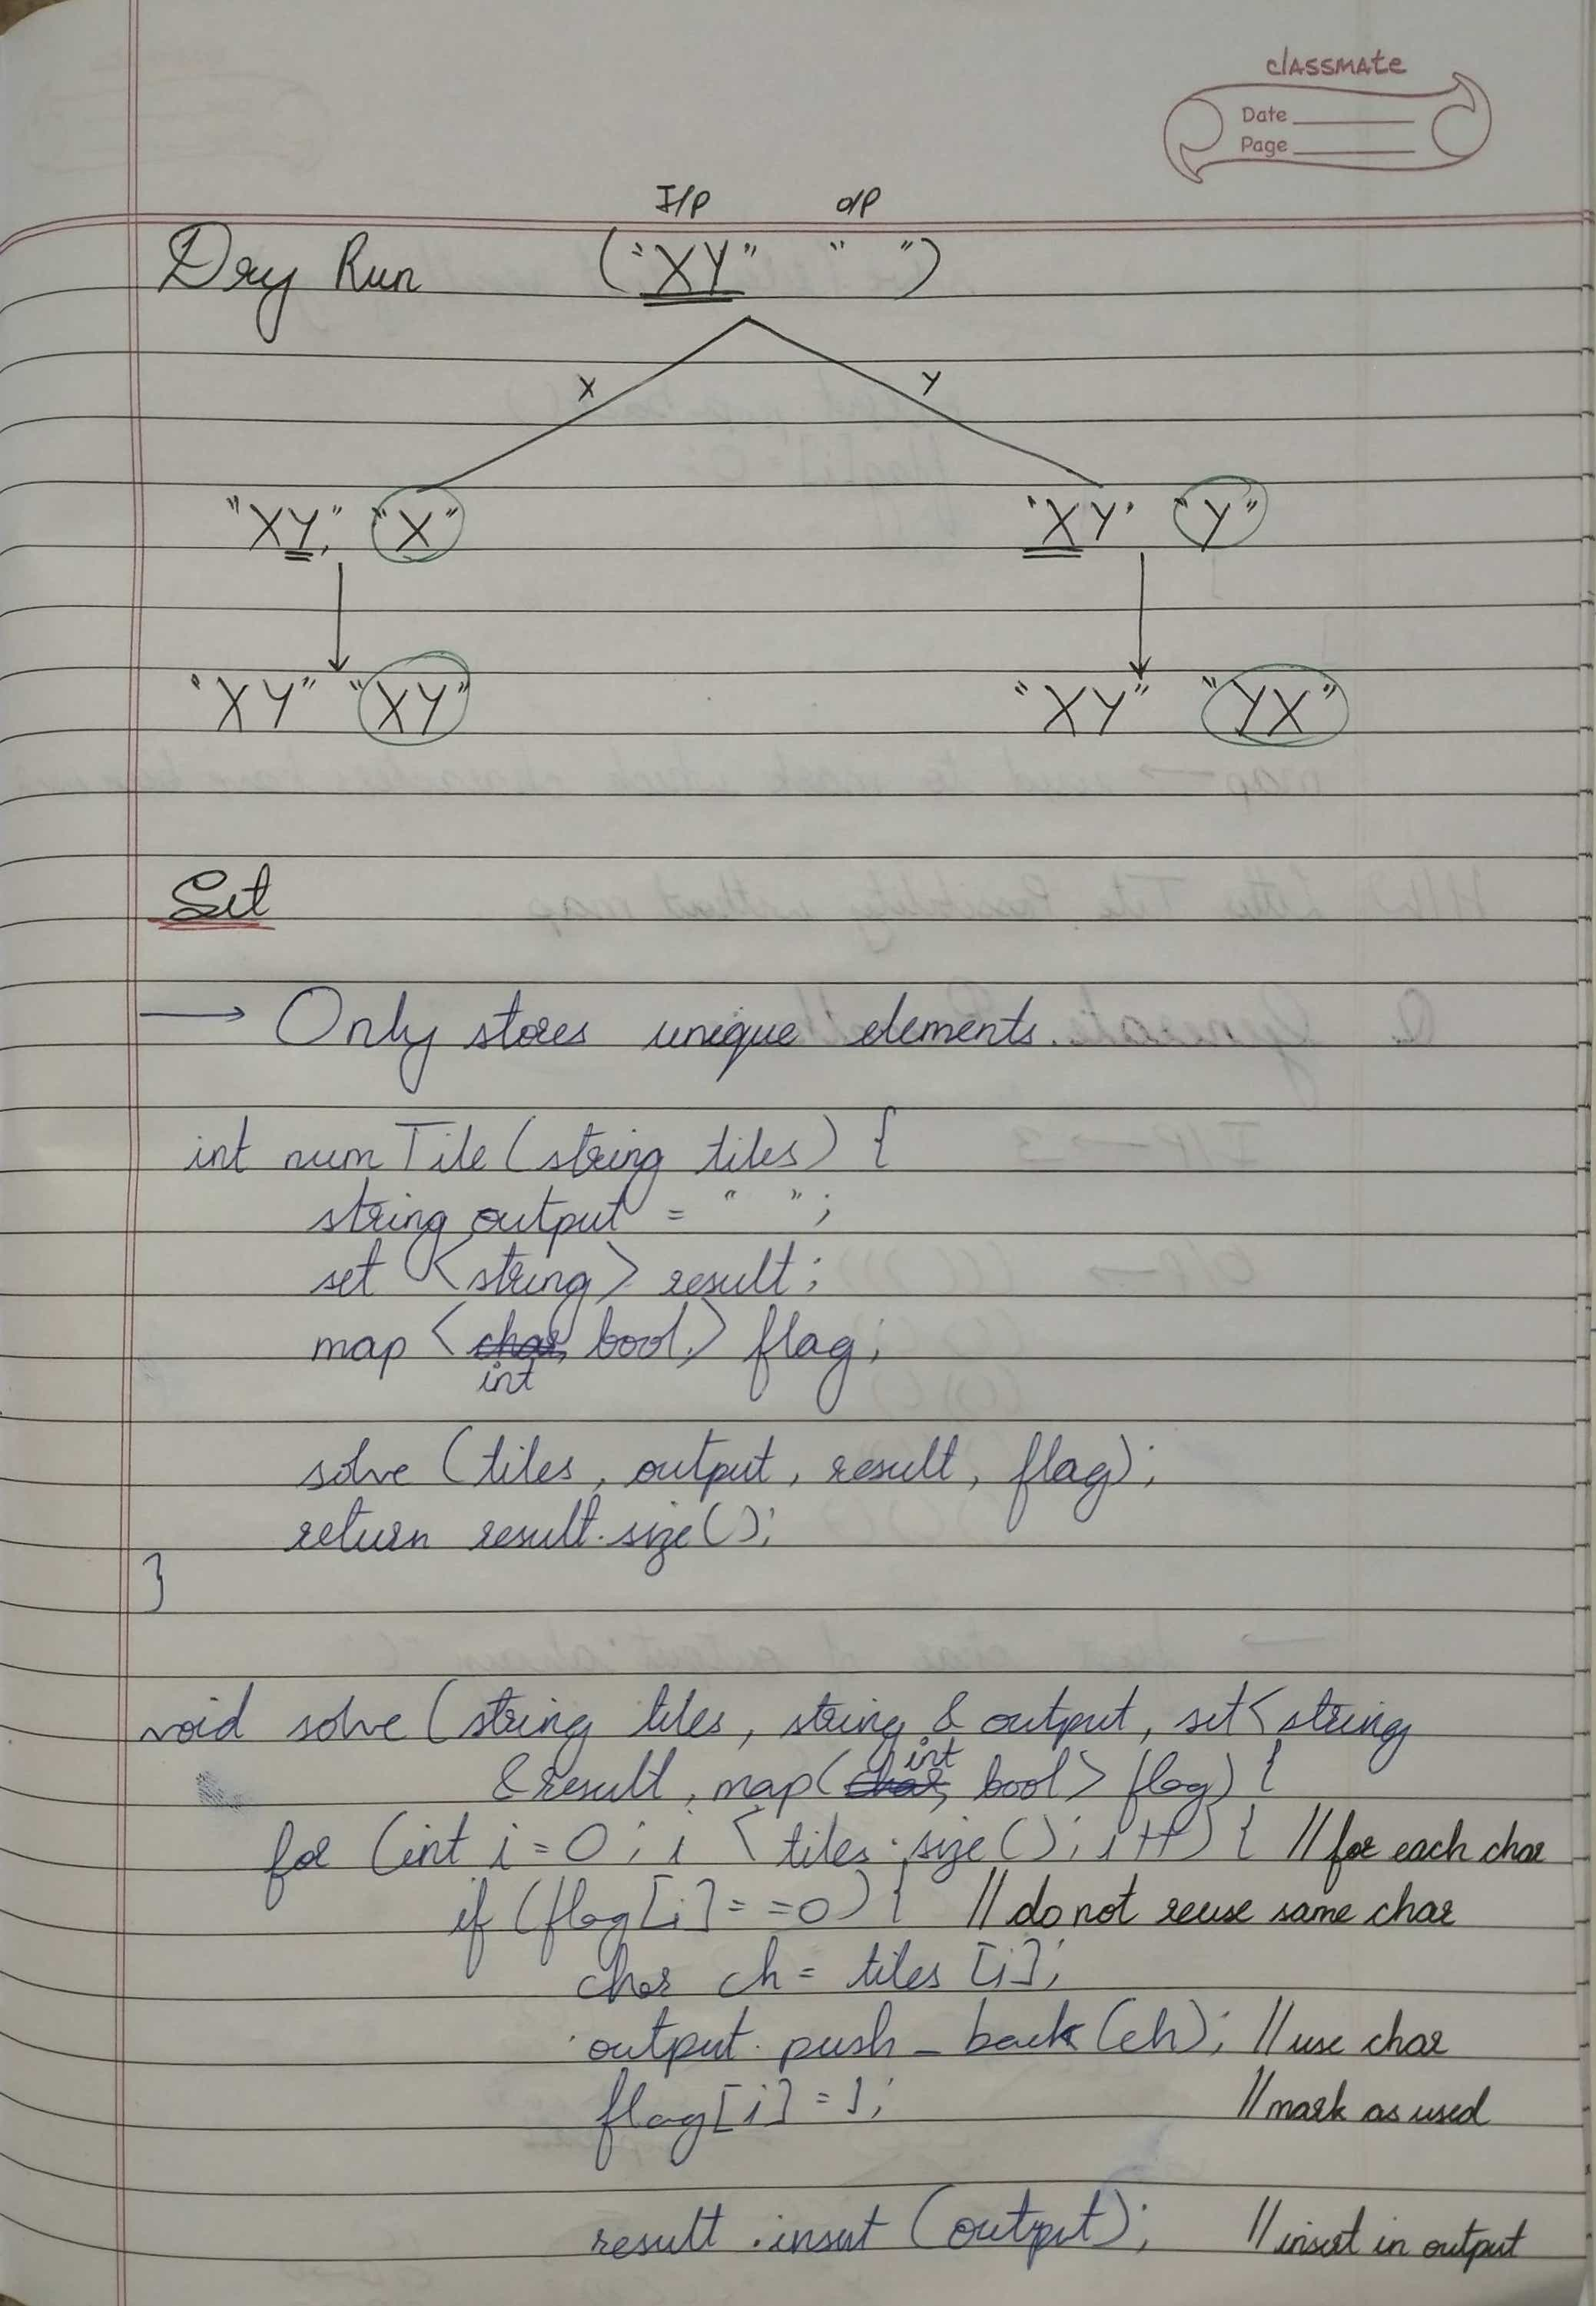 classmate
Date
Page
I/P O/P
Dry Run ("XY" " ")
X Y
"XY", "X" "XY" "Y"
"XY" "XY" "XY" "YX"
Set
→ Only stores unique elements.
int numTile(string tiles) {
string output = " ";
set <string> result;
map <char, bool> flag;
int
solve (tiles, output, result, flag);
return result.size();
}
void solve (string tiles, string & output, set<string
int
&result, map(char, bool> flag) {
for (int i = 0; i < tiles.size(); i++) { //for each char
if (flag[i] == 0) { // do not reuse same char
char ch = tiles [i];
output. push_back(ch); //use char
flag[i] = 1; //mark as used
result .insert (output); //insert in output